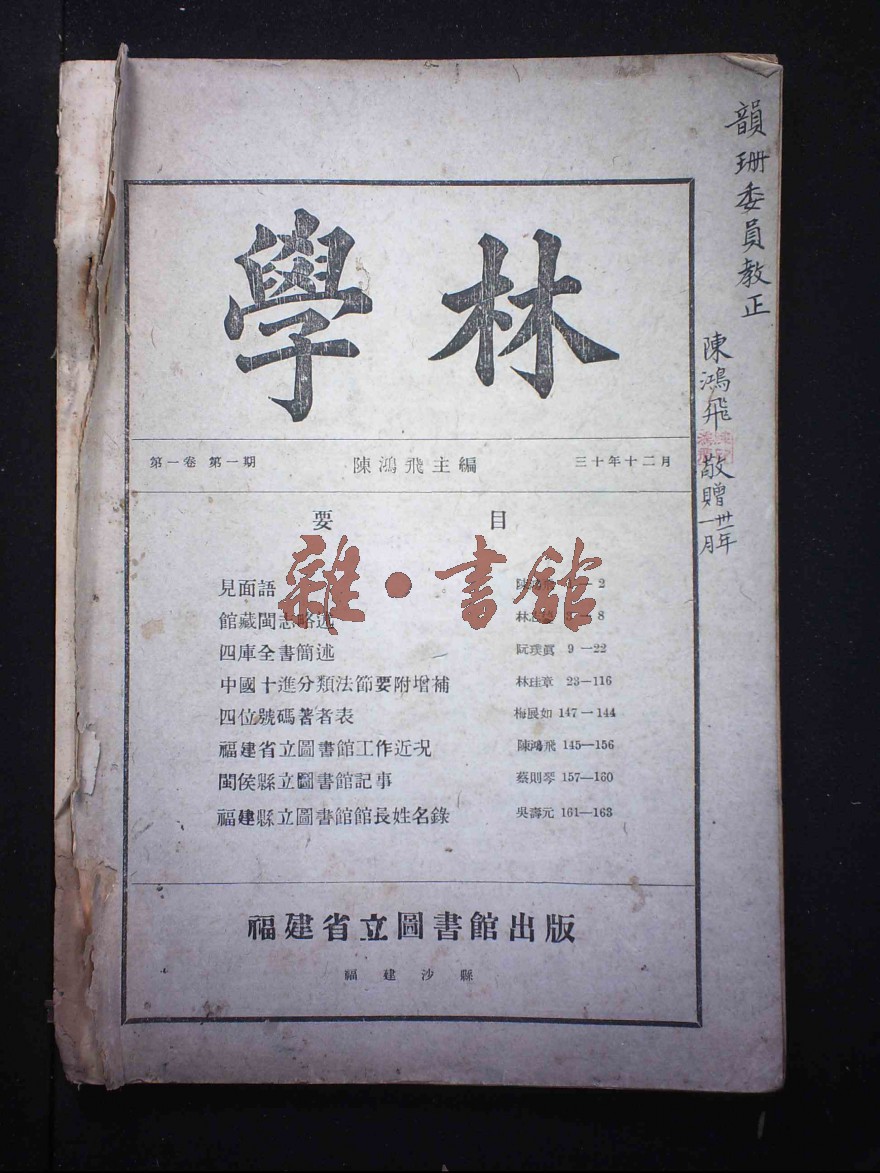 學林
第一卷 第一期 陳鴻飛主編 三十年十二月
要目
見面語 — 2
館藏閩志略述 林 — 8
四庫全書簡述 阮璞眞 9—22
中國十進分類法節要附增補 林珪章 23—116
四位號碼著者表 梅展如 147—144
福建省立圖書館工作近況 陳鴻飛 145—156
閩侯縣立圖書館記事 蔡則琴 157—160
福建縣立圖書館館長姓名錄 吳壽元 161—163
福建省立圖書館出版
福建沙縣
韻珊委員教正
陳鴻飛敬贈
卅一年
一月
雜·書館